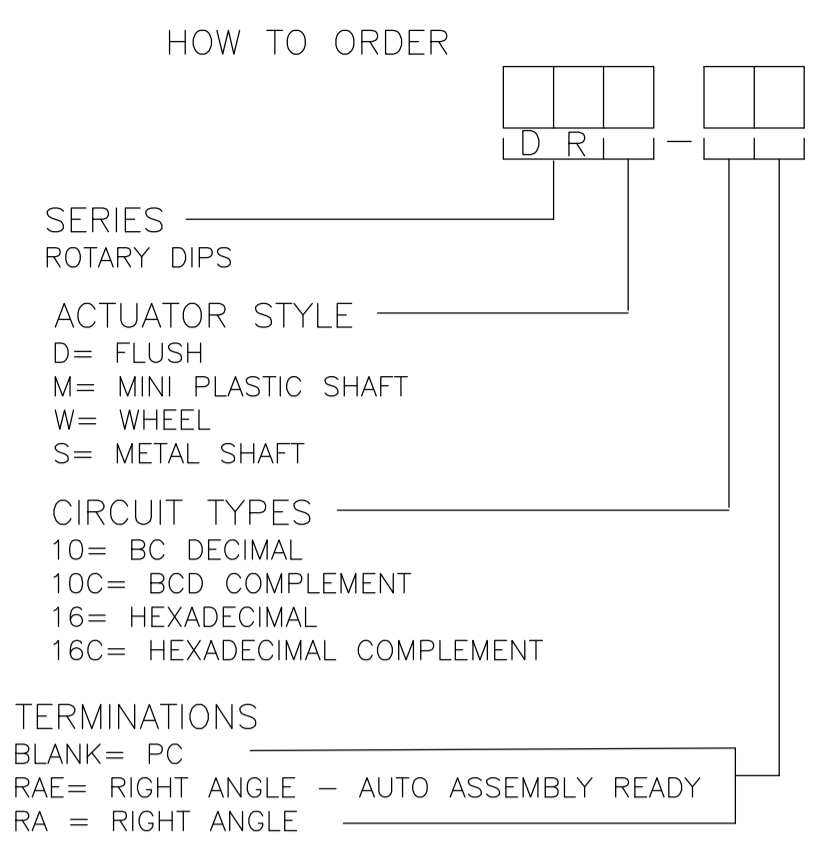 HOW TO ORDER
D R -
SERIES
ROTARY DIPS
ACTUATOR STYLE
D= FLUSH
M= MINI PLASTIC SHAFT
W= WHEEL
S= METAL SHAFT
CIRCUIT TYPES
10= BC DECIMAL
10C= BCD COMPLEMENT
16= HEXADECIMAL
16C= HEXADECIMAL COMPLEMENT
TERMINATIONS
BLANK= PC
RAE= RIGHT ANGLE - AUTO ASSEMBLY READY
RA = RIGHT ANGLE